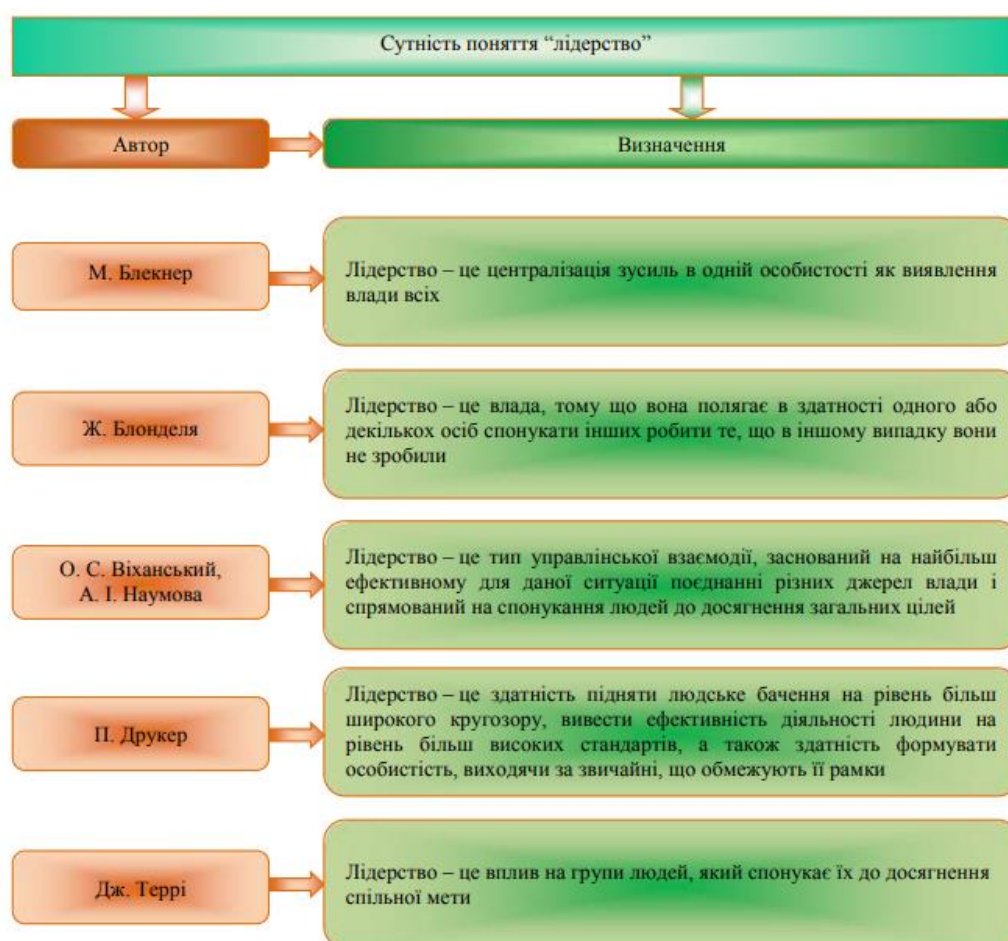 Сутність поняття “лідерство”
Автор
Визначення
М. Блекнер
Лідерство – це централізація зусиль в одній особистості як виявлення
влади всіх
Ж. Блонделя
Лідерство – це влада, тому що вона полягає в здатності одного або
декількох осіб спонукати інших робити те, що в іншому випадку вони
не зробили
О. С. Віханський,
А. І. Наумова
Лідерство – це тип управлінської взаємодії, заснований на найбільш
ефективному для даної ситуації поєднанні різних джерел влади і
спрямований на спонукання людей до досягнення загальних цілей
П. Друкер
Лідерство – це здатність підняти людське бачення на рівень більш
широкого кругозору, вивести ефективність діяльності людини на
рівень більш високих стандартів, а також здатність формувати
особистість, виходячи за звичайні, що обмежують її рамки
Дж. Террі
Лідерство – це вплив на групи людей, який спонукає їх до досягнення
спільної мети